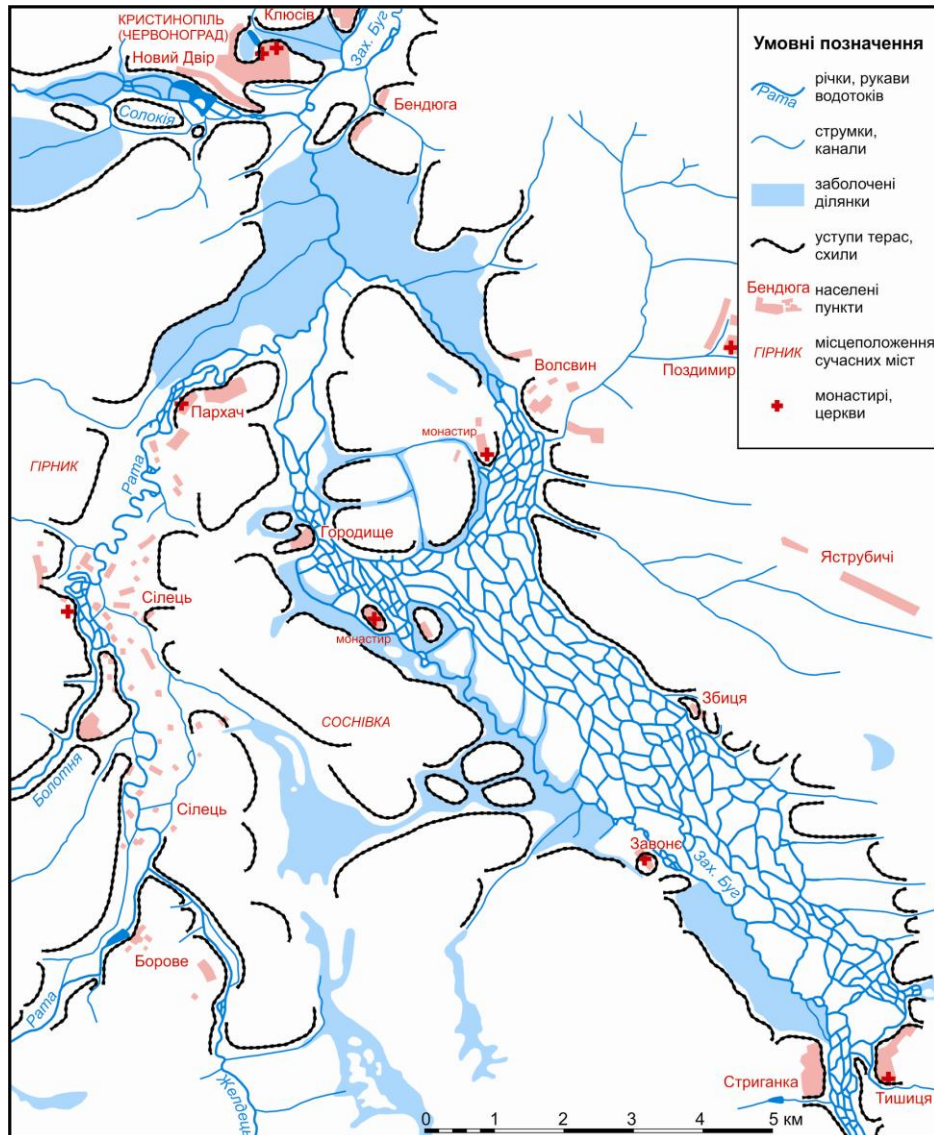 Клюсів
КРИСТИНОПІЛЬ
(ЧЕРВОНОГРАД)
Новий Двір
Зах. Буг
Бендюга
Солокія
Волсвин
Поздимир
Пархач
монастир
ГІРНИК
Рата
Городище
Яструбичі
Сілець
монастир
Збиця
СОСНІВКА
Болотня
Сілець
Завонє
Зах. Буг
Борове
Рата
Желдець
Стриганка
Тишиця
0 1 2 3 4 5 км
Умовні позначення
Рата
річки, рукави
водотоків
струмки,
канали
заболочені
ділянки
уступи терас,
схили
Бендюга
населені
пункти
ГІРНИК
місцеположення
сучасних міст
монастирі,
церкви